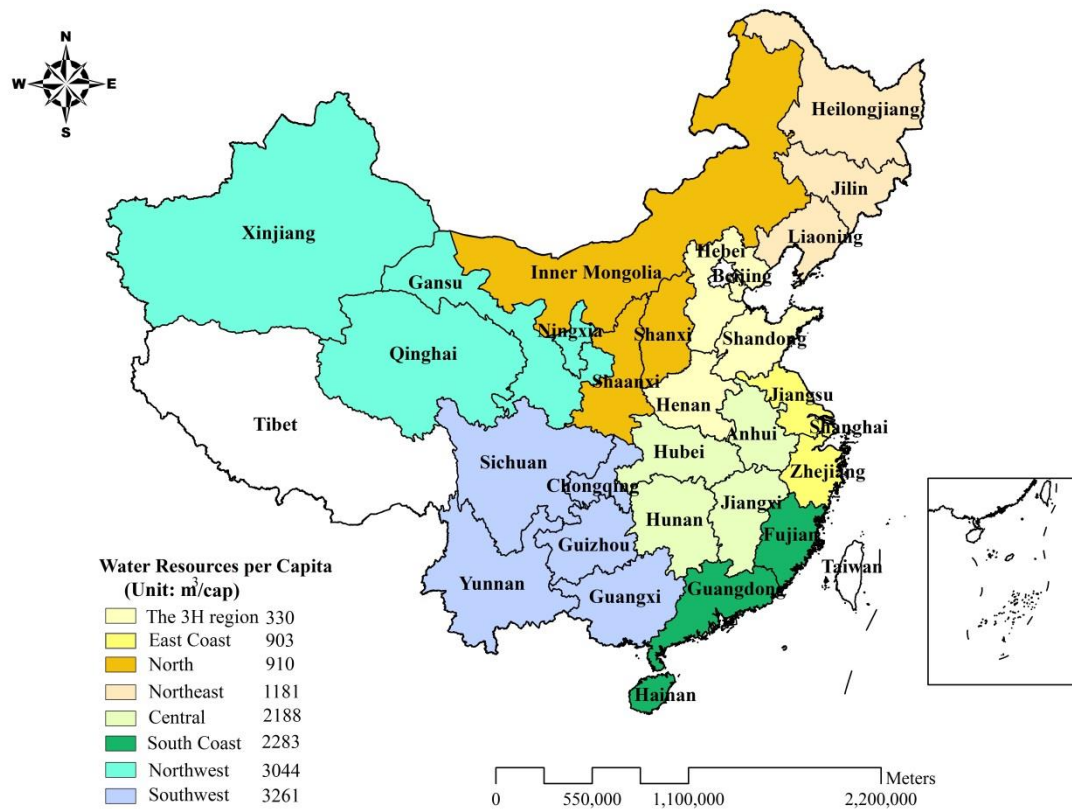 N
W E
S
Heilongjiang
Jilin
Liaoning
Xinjiang
Hebei
Beijing
Inner Mongolia
Gansu
Ningxia
Shanxi
Shandong
Qinghai
Shaanxi
Henan
Jiangsu
Tibet
Shanghai
Anhui
Hubei
Sichuan
Zhejiang
Chongqing
Jiangxi
Hunan
Fujian
Guizhou
Taiwan
Yunnan
Guangxi
Guangdong
Hainan
Water Resources per Capita
(Unit: m³/cap)
The 3H region 330
East Coast 903
North 910
Northeast 1181
Central 2188
South Coast 2283
Northwest 3044
Southwest 3261
Meters
0 550,000 1,100,000 2,200,000